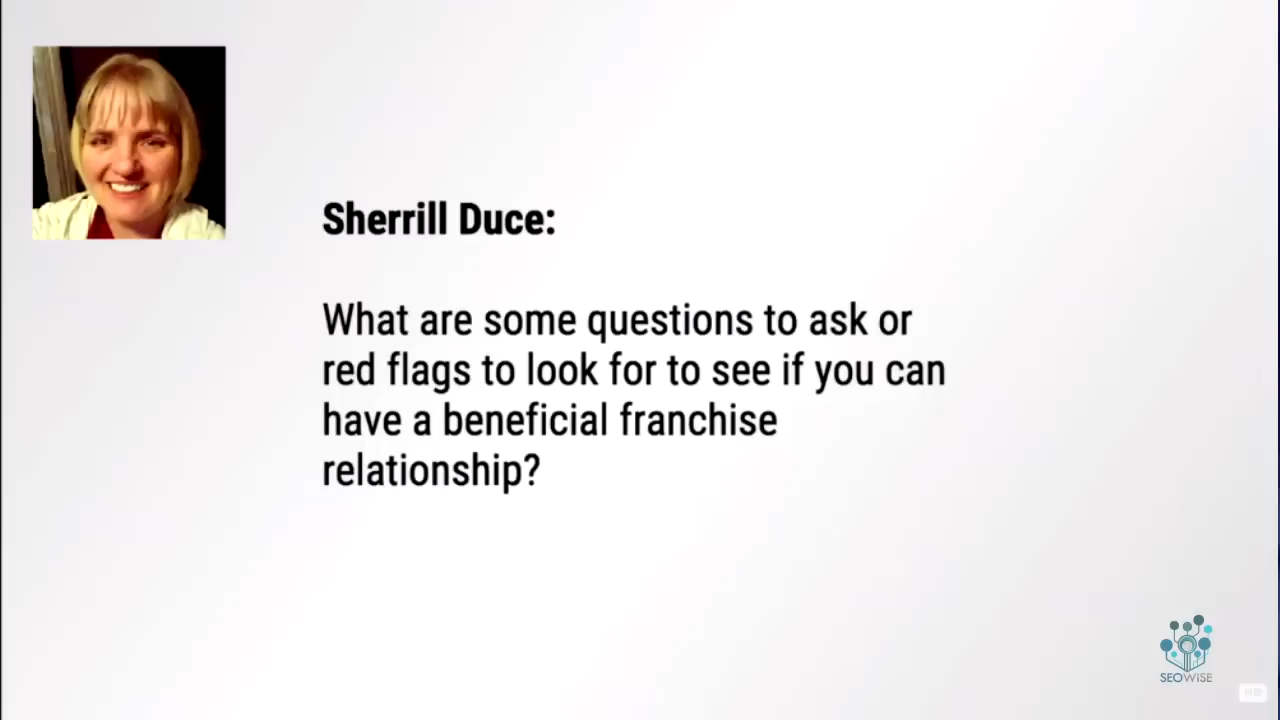 Sherrill Duce:
What are some questions to ask or
red flags to look for to see if you can
have a beneficial franchise
relationship?
SEOWISE
HD